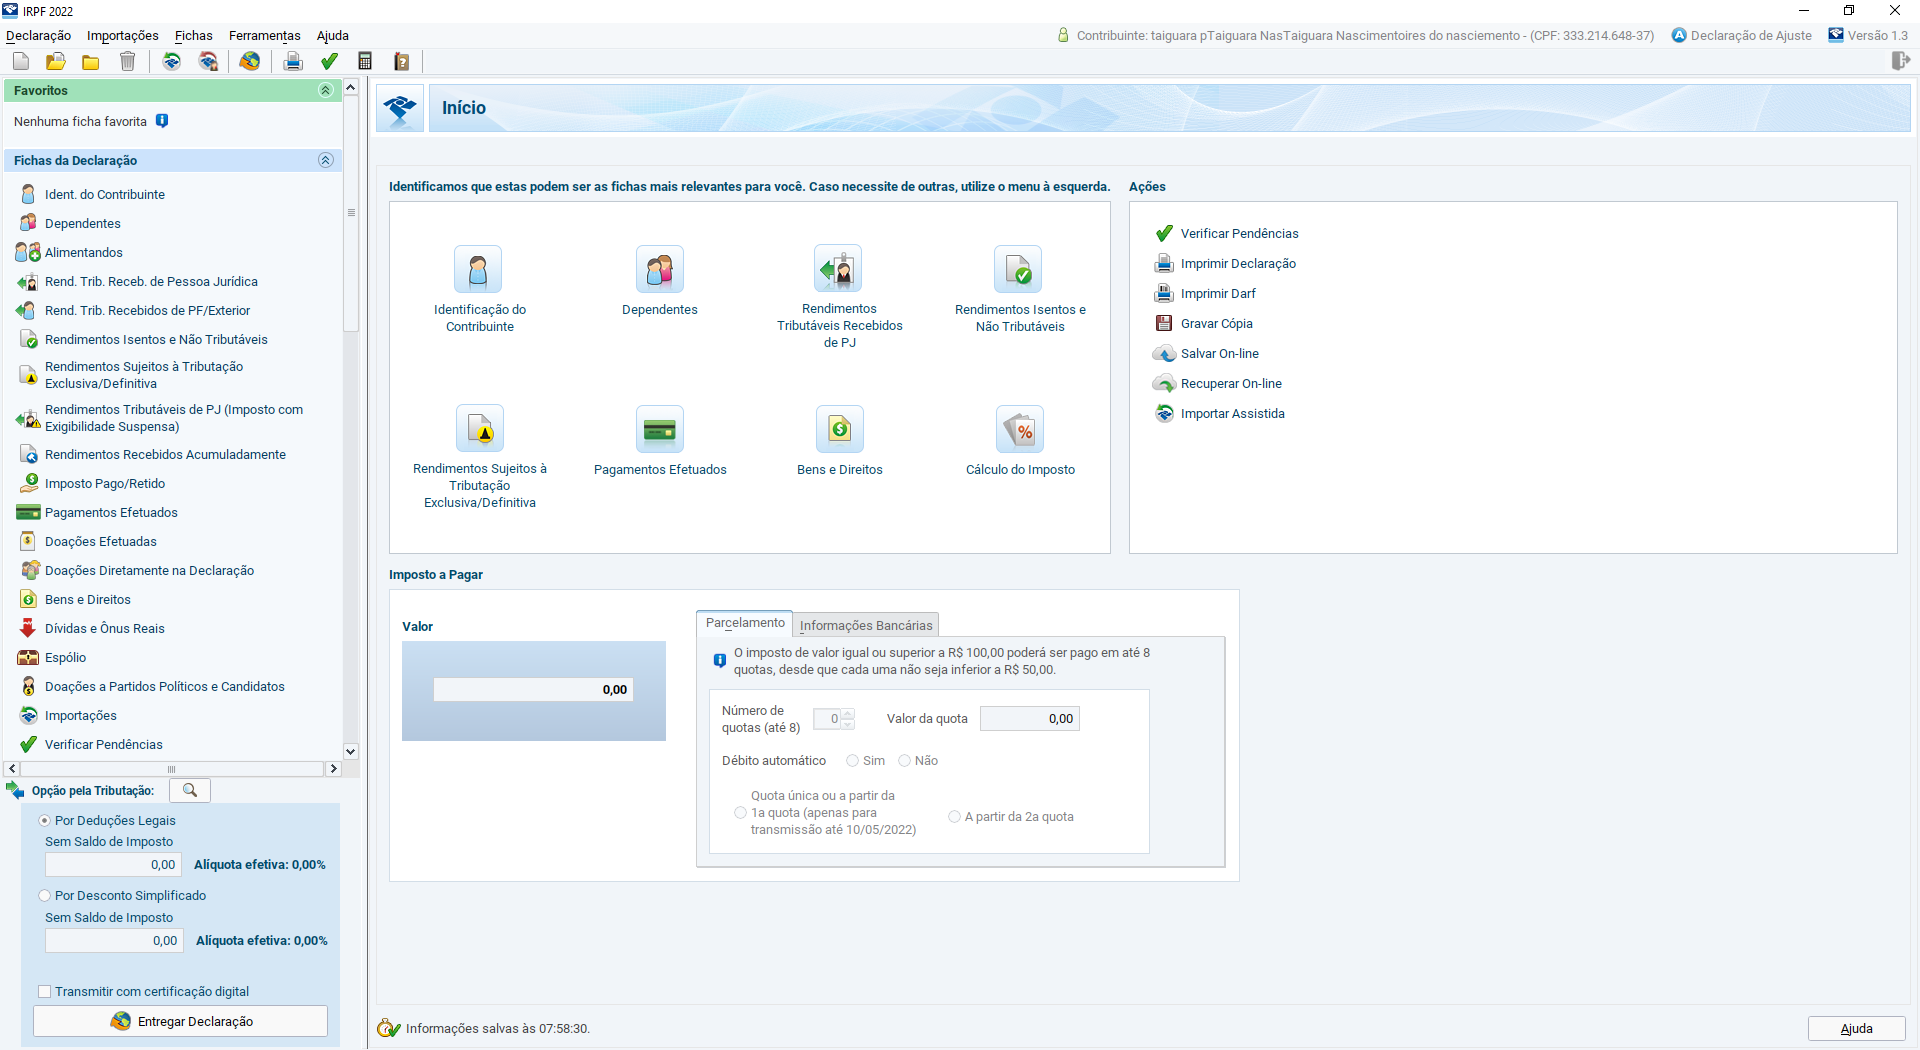 IRPF 2022
Declaração Importações Fichas Ferramentas Ajuda
Contribuinte: taiguara pTaiguara NasTaiguara Nascimentoires do nasciemento - (CPF: 333.214.648-37)
Declaração de Ajuste
Versão 1.3
Favoritos
Nenhuma ficha favorita
Fichas da Declaração
Ident. do Contribuinte
Dependentes
Alimentandos
Rend. Trib. Receb. de Pessoa Jurídica
Rend. Trib. Recebidos de PF/Exterior
Rendimentos Isentos e Não Tributáveis
Rendimentos Sujeitos à Tributação
Exclusiva/Definitiva
Rendimentos Tributáveis de PJ (Imposto com
Exigibilidade Suspensa)
Rendimentos Recebidos Acumuladamente
Imposto Pago/Retido
Pagamentos Efetuados
Doações Efetuadas
Doações Diretamente na Declaração
Bens e Direitos
Dívidas e Ônus Reais
Espólio
Doações a Partidos Políticos e Candidatos
Importações
Verificar Pendências
Opção pela Tributação:
Por Deduções Legais
Sem Saldo de Imposto
0,00 Alíquota efetiva: 0,00%
Por Desconto Simplificado
Sem Saldo de Imposto
0,00 Alíquota efetiva: 0,00%
Transmitir com certificação digital
Entregar Declaração
Início
Identificamos que estas podem ser as fichas mais relevantes para você. Caso necessite de outras, utilize o menu à esquerda.
Identificação do
Contribuinte
Dependentes
Rendimentos
Tributáveis Recebidos
de PJ
Rendimentos Isentos e
Não Tributáveis
Rendimentos Sujeitos à
Tributação
Exclusiva/Definitiva
Pagamentos Efetuados
Bens e Direitos
Cálculo do Imposto
Ações
Verificar Pendências
Imprimir Declaração
Imprimir Darf
Gravar Cópia
Salvar On-line
Recuperar On-line
Importar Assistida
Imposto a Pagar
Valor
0,00
Parcelamento
Informações Bancárias
O imposto de valor igual ou superior a R$ 100,00 poderá ser pago em até 8
quotas, desde que cada uma não seja inferior a R$ 50,00.
Número de
quotas (até 8)
0
Valor da quota
0,00
Débito automático
Sim
Não
Quota única ou a partir da
1a quota (apenas para
transmissão até 10/05/2022)
A partir da 2a quota
Informações salvas às 07:58:30.
Ajuda